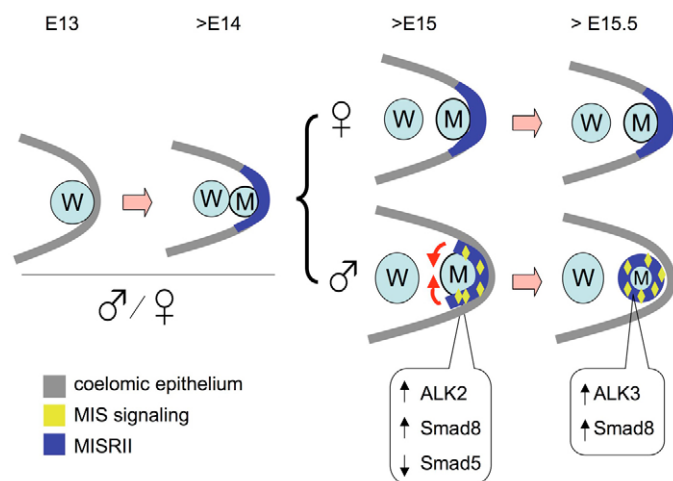 E13
>E14
>E15
> E15.5
♀
W
M
W
M
W
W
M
♂
W
M
W
M
♂/♀
coelomic epithelium
MIS signaling
MISRII
↑ ALK2
↑ Smad8
↓ Smad5
↑ ALK3
↑ Smad8